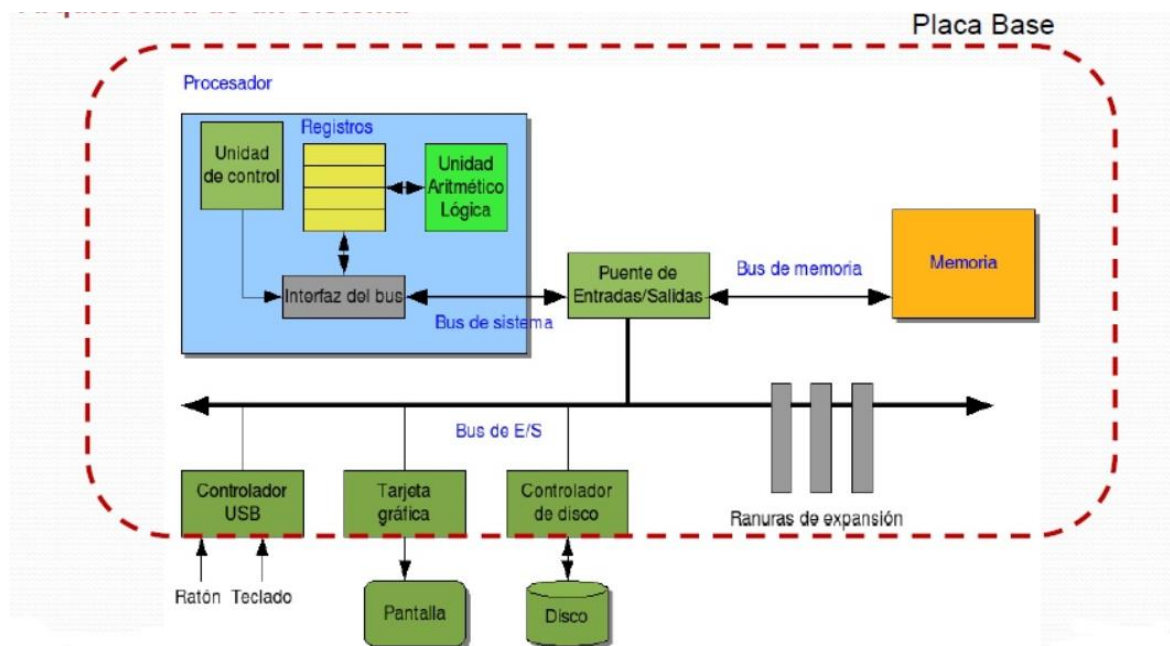 Placa Base
Procesador
Registros
Unidad
de control
Unidad
Aritmético
Lógica
Interfaz del bus
Bus de sistema
Puente de
Entradas/Salidas
Bus de memoria
Memoria
Bus de E/S
Controlador
USB
Tarjeta
gráfica
Controlador
de disco
Ranuras de expansión
Ratón Teclado
Pantalla
Disco